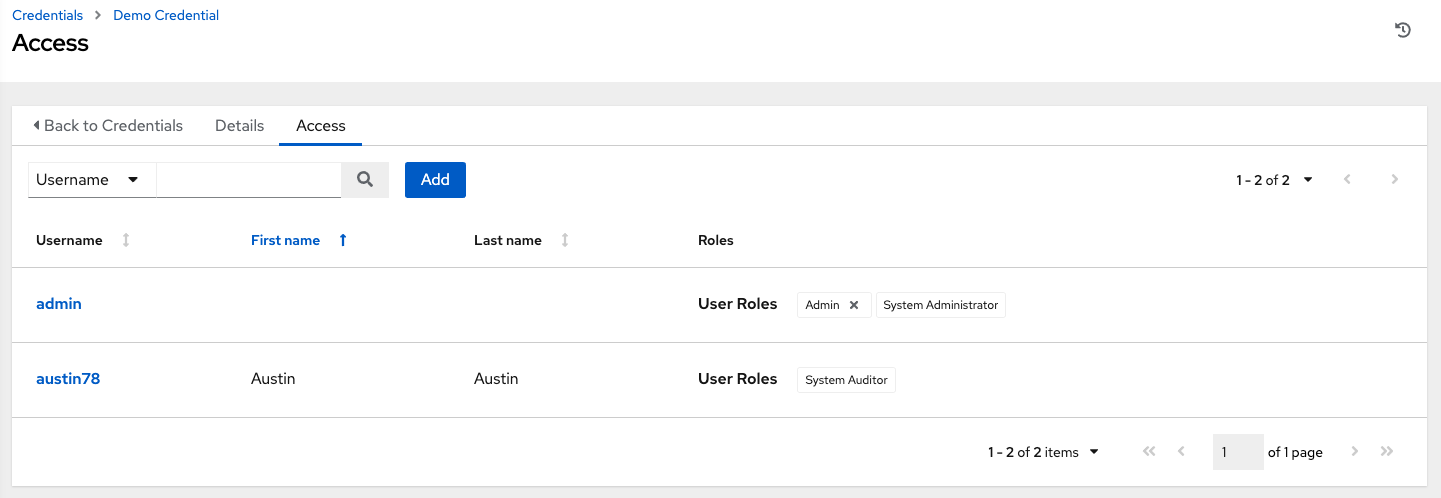 Credentials Demo Credential
Access
Back to Credentials Details Access
Username Add 1 - 2 of 2
Username First name Last name Roles
admin User Roles Admin System Administrator
austin78 Austin Austin User Roles System Auditor
1 - 2 of 2 items 1 of 1 page